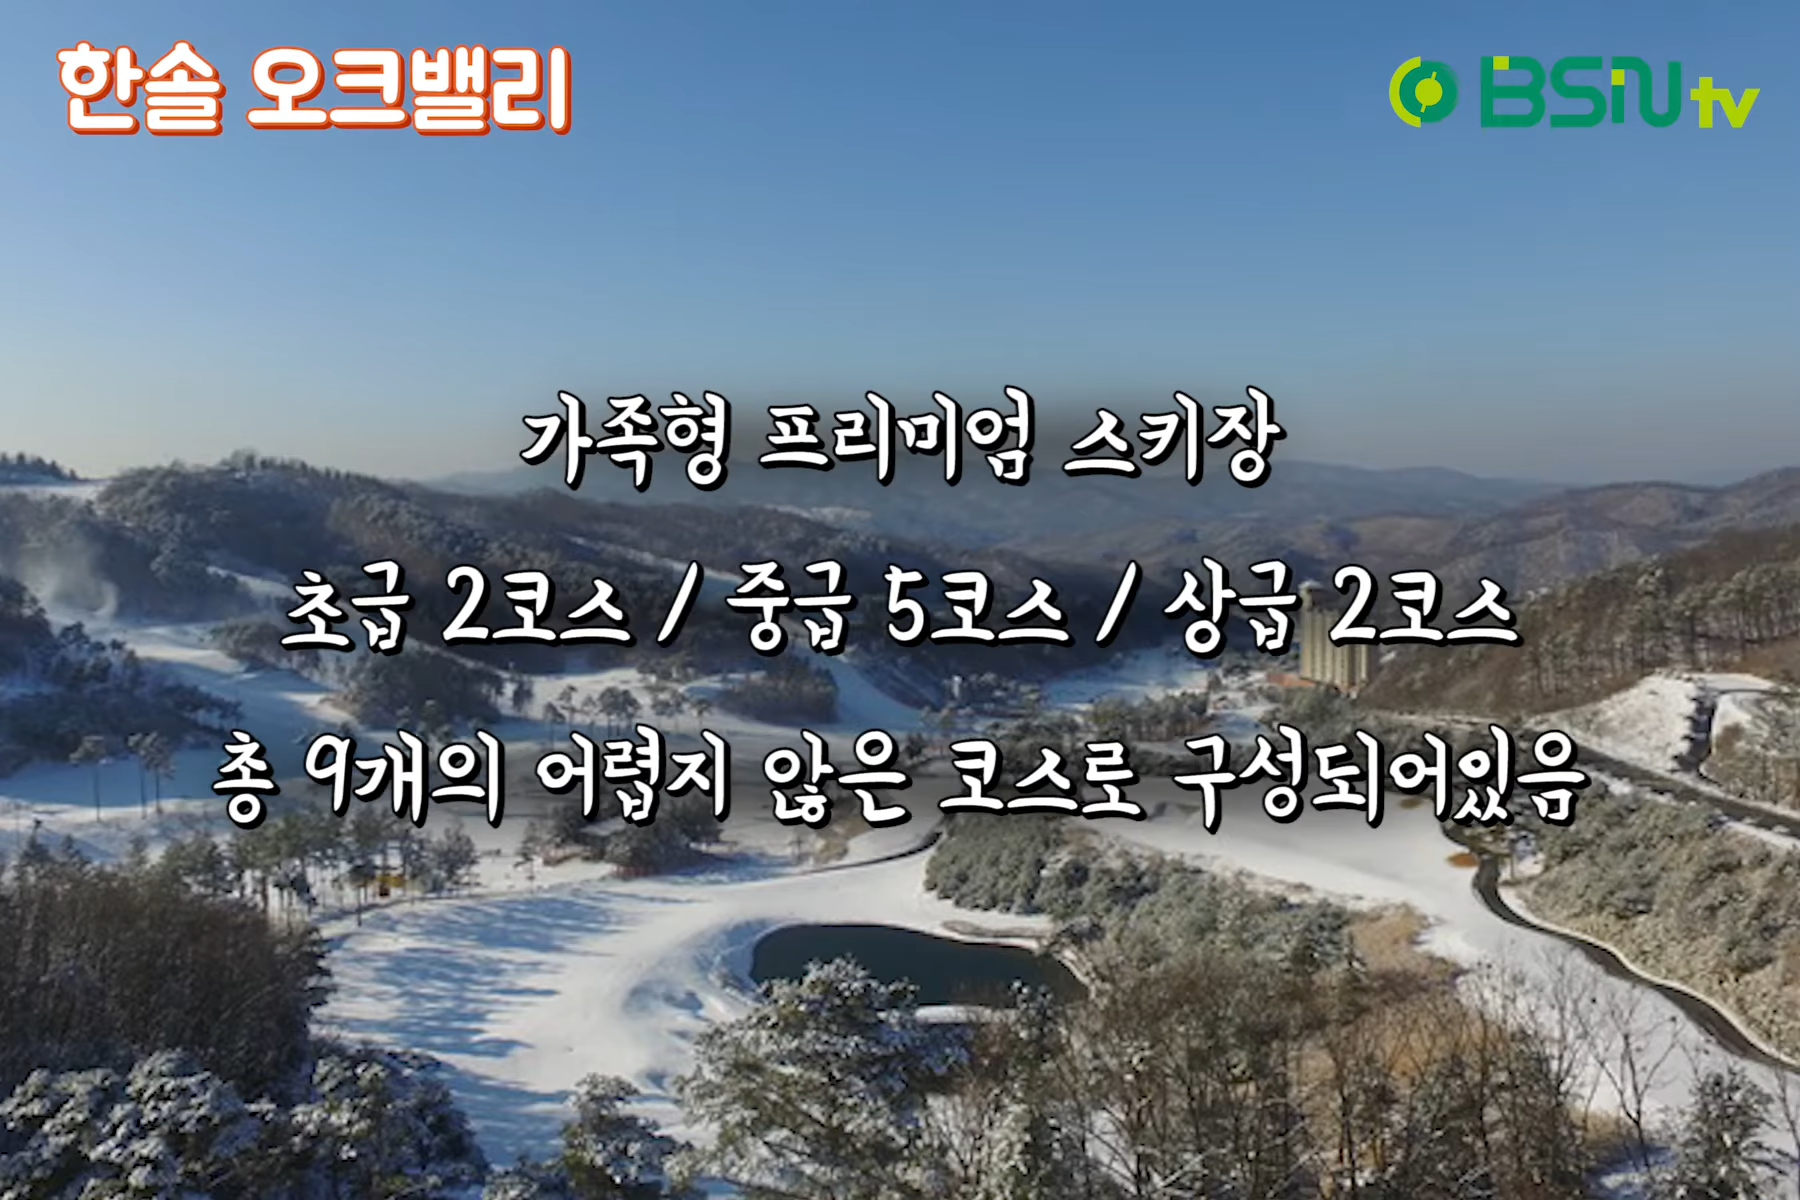 한솔 오크밸리
BSIN tv
가족형 프리미엄 스키장
초급 2코스 / 중급 5코스 / 상급 2코스
총 9개의 어렵지 않은 코스로 구성되어있음